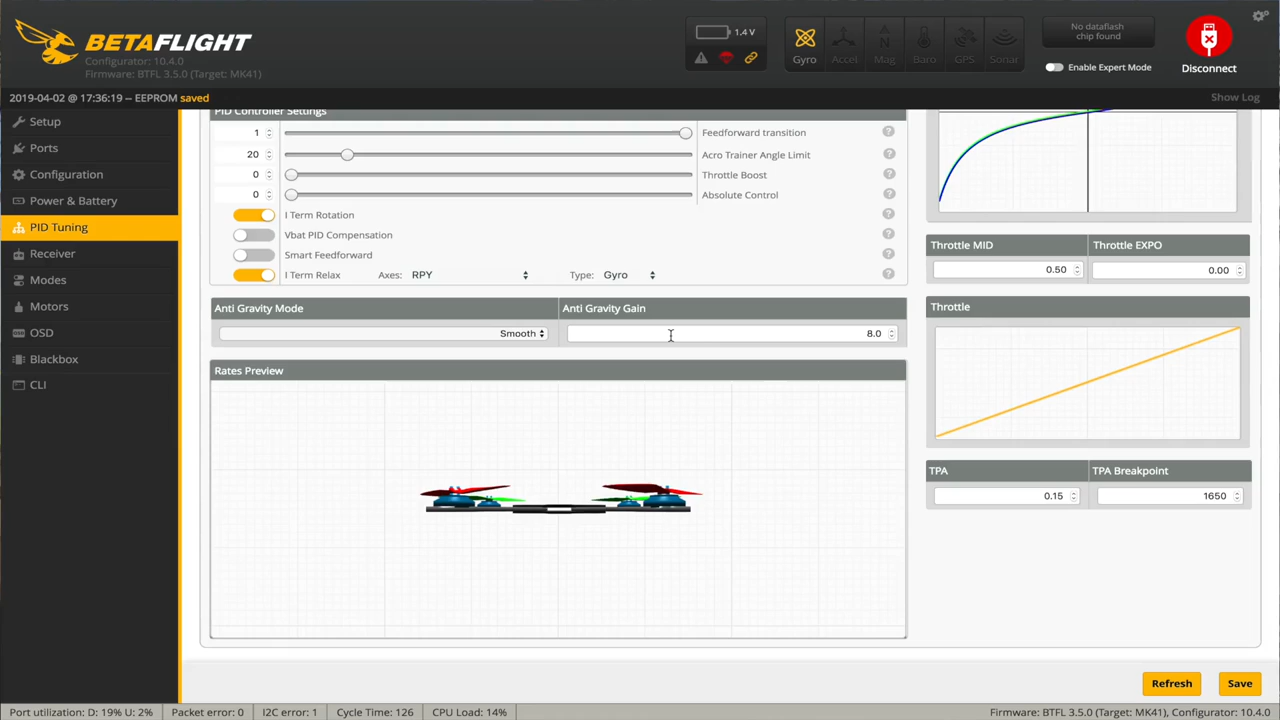 BETAFLIGHT
Configurator: 10.4.0
Firmware: BTFL 3.5.0 (Target: MK41)
1.4 V
Gyro
Accel
Mag
Baro
GPS
Sonar
No dataflash
chip found
Enable Expert Mode
Disconnect
2019-04-02 @ 17:36:19 -- EEPROM saved
Show Log
Setup
Ports
Configuration
Power & Battery
PID Tuning
Receiver
Modes
Motors
OSD
Blackbox
CLI
PID Controller Settings
1 Feedforward transition ?
20 Acro Trainer Angle Limit ?
0 Throttle Boost ?
0 Absolute Control ?
I Term Rotation ?
Vbat PID Compensation ?
Smart Feedforward ?
I Term Relax Axes: RPY Type: Gyro ?
Anti Gravity Mode Anti Gravity Gain
Smooth 8.0
Rates Preview
Throttle MID Throttle EXPO
0.50 0.00
Throttle
TPA TPA Breakpoint
0.15 1650
Refresh Save
Port utilization: D: 19% U: 2% Packet error: 0 I2C error: 1 Cycle Time: 126 CPU Load: 14% Firmware: BTFL 3.5.0 (Target: MK41), Configurator: 10.4.0